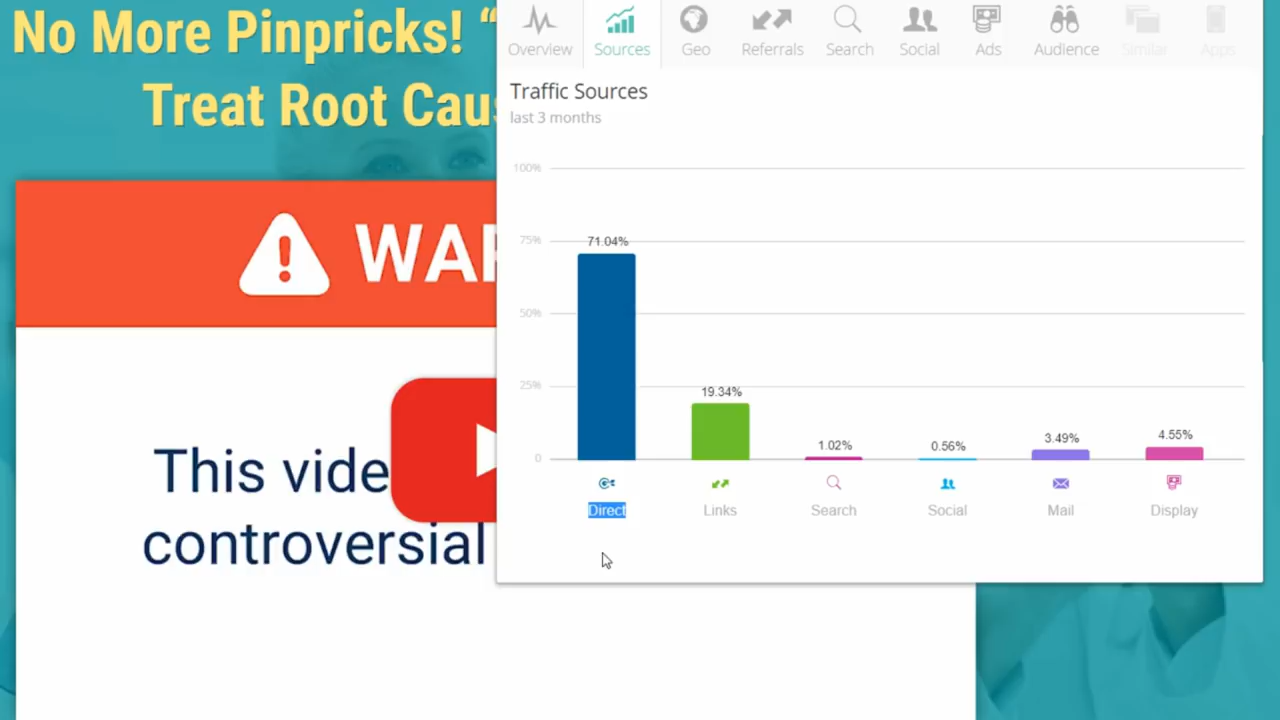 No More Pinpricks! “
Treat Root Caus
WAR
This vide
controversial
Overview Sources Geo Referrals Search Social Ads Audience Similar Apps
Traffic Sources
last 3 months
100%
75%
50%
25%
0
71.04%
19.34%
1.02%
0.56%
3.49%
4.55%
Direct Links Search Social Mail Display